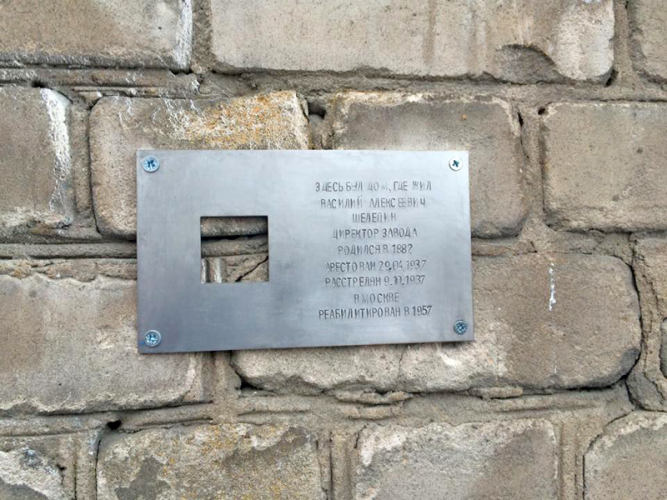 ЗДЕСЬ БЫЛ ДОМ, ГДЕ ЖИЛ
ВАСИЛИЙ АЛЕКСЕЕВИЧ
ШЕЛЕПИН
ДИРЕКТОР ЗАВОДА
РОДИЛСЯ В 1882
АРЕСТОВАН 29.04.1937
РАССТРЕЛЯН 9.10.1937
В МОСКВЕ
РЕАБИЛИТИРОВАН В 1957